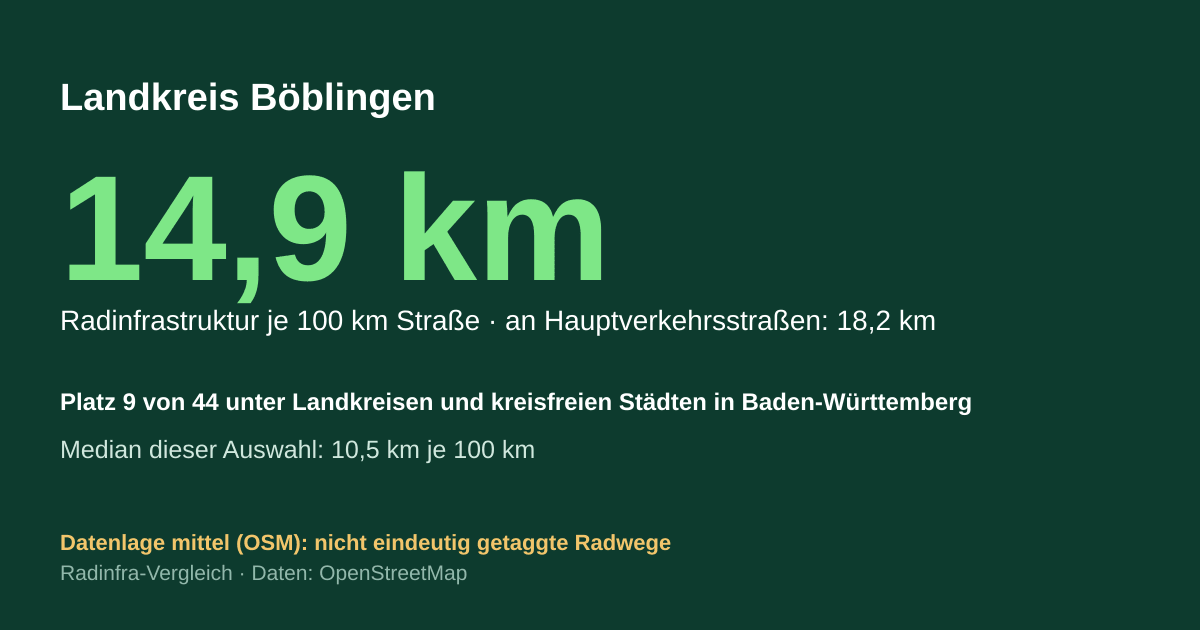 Landkreis Böblingen
14,9 km
Radinfrastruktur je 100 km Straße · an Hauptverkehrsstraßen: 18,2 km
Platz 9 von 44 unter Landkreisen und kreisfreien Städten in Baden-Württemberg
Median dieser Auswahl: 10,5 km je 100 km
Datenlage mittel (OSM): nicht eindeutig getaggte Radwege
Radinfra-Vergleich · Daten: OpenStreetMap